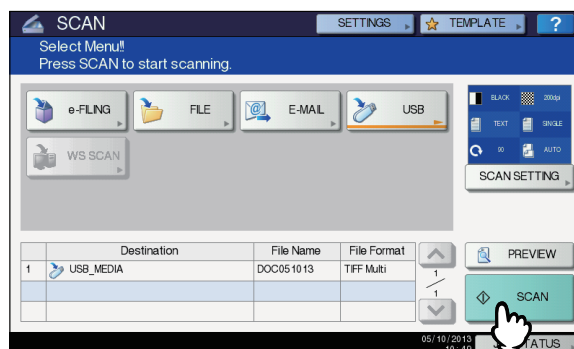 SCAN
SETTINGS
TEMPLATE
?
Select Menu!!
Press SCAN to start scanning.
e-FILING
FILE
E-MAIL
USB
BLACK
200dpi
TEXT
SINGLE
90
AUTO
WS SCAN
SCAN SETTING
Destination
File Name
File Format
PREVIEW
1
USB_MEDIA
DOC051013
TIFF Multi
1
1
SCAN
05/10/2013
TATUS